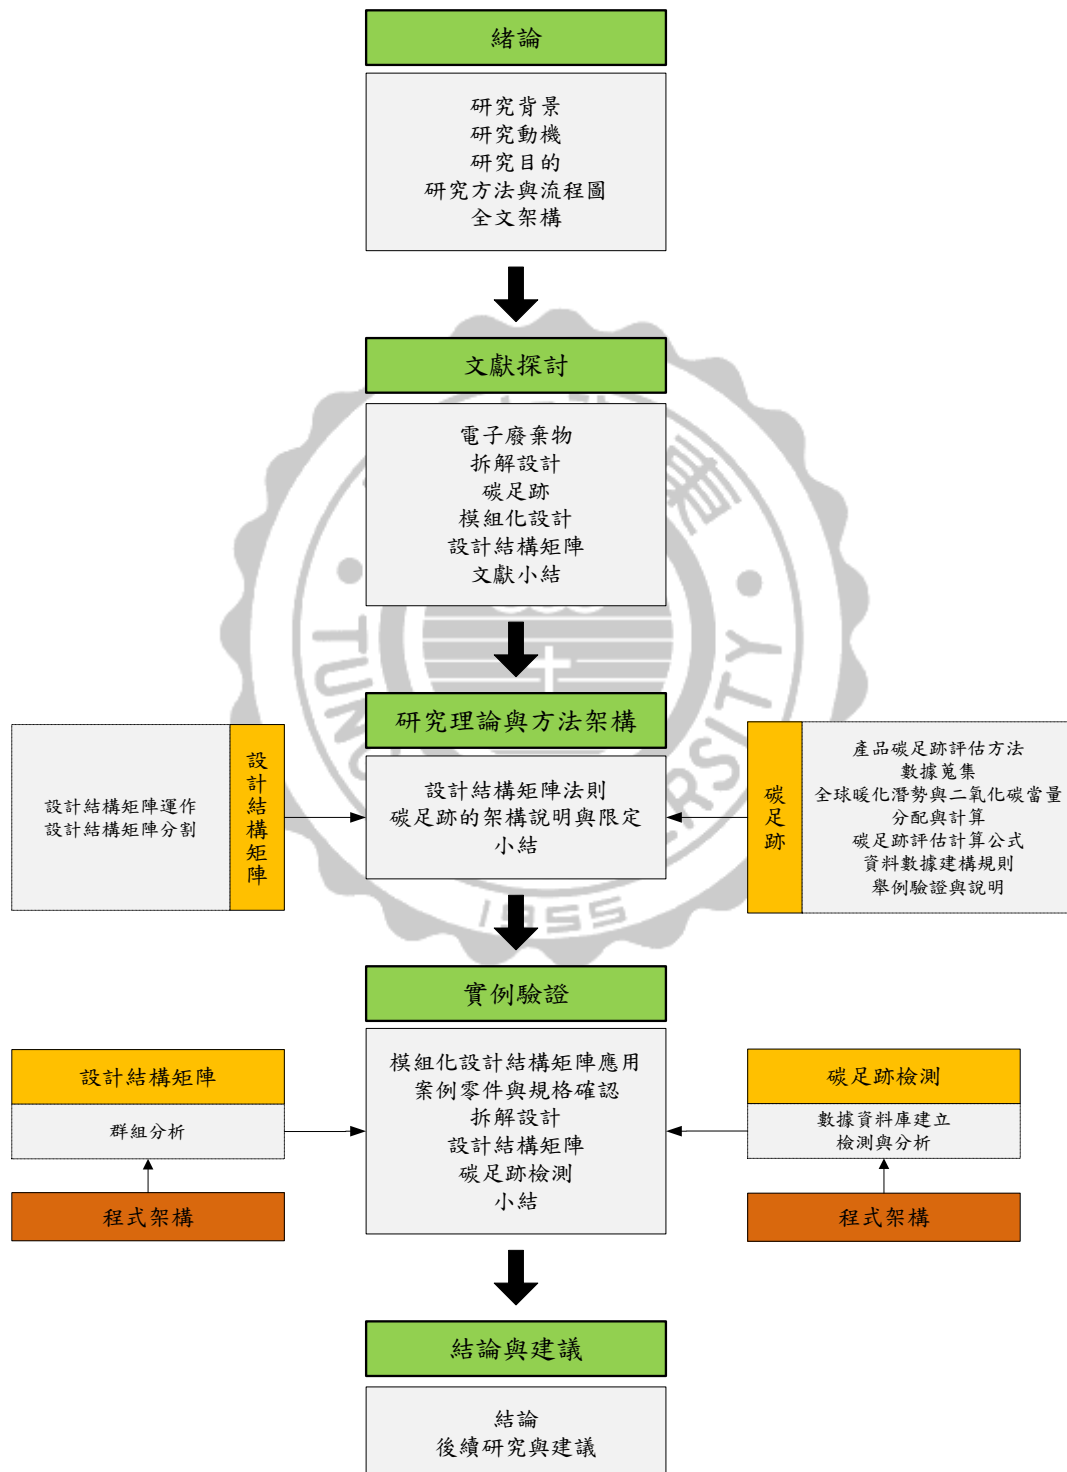 緒論
研究背景
研究動機
研究目的
研究方法與流程圖
全文架構
文獻探討
電子廢棄物
拆解設計
碳足跡
模組化設計
設計結構矩陣
文獻小結
研究理論與方法架構
設計結構矩陣法則
碳足跡的架構說明與限定
小結
設計結構矩陣運作
設計結構矩陣分割
設計結構矩陣
碳足跡
產品碳足跡評估方法
數據蒐集
全球暖化潛勢與二氧化碳當量
分配與計算
碳足跡評估計算公式
資料數據建構規則
舉例驗證與說明
1955
實例驗證
模組化設計結構矩陣應用
案例零件與規格確認
拆解設計
設計結構矩陣
碳足跡檢測
小結
設計結構矩陣
群組分析
程式架構
碳足跡檢測
數據資料庫建立
檢測與分析
程式架構
結論與建議
結論
後續研究與建議